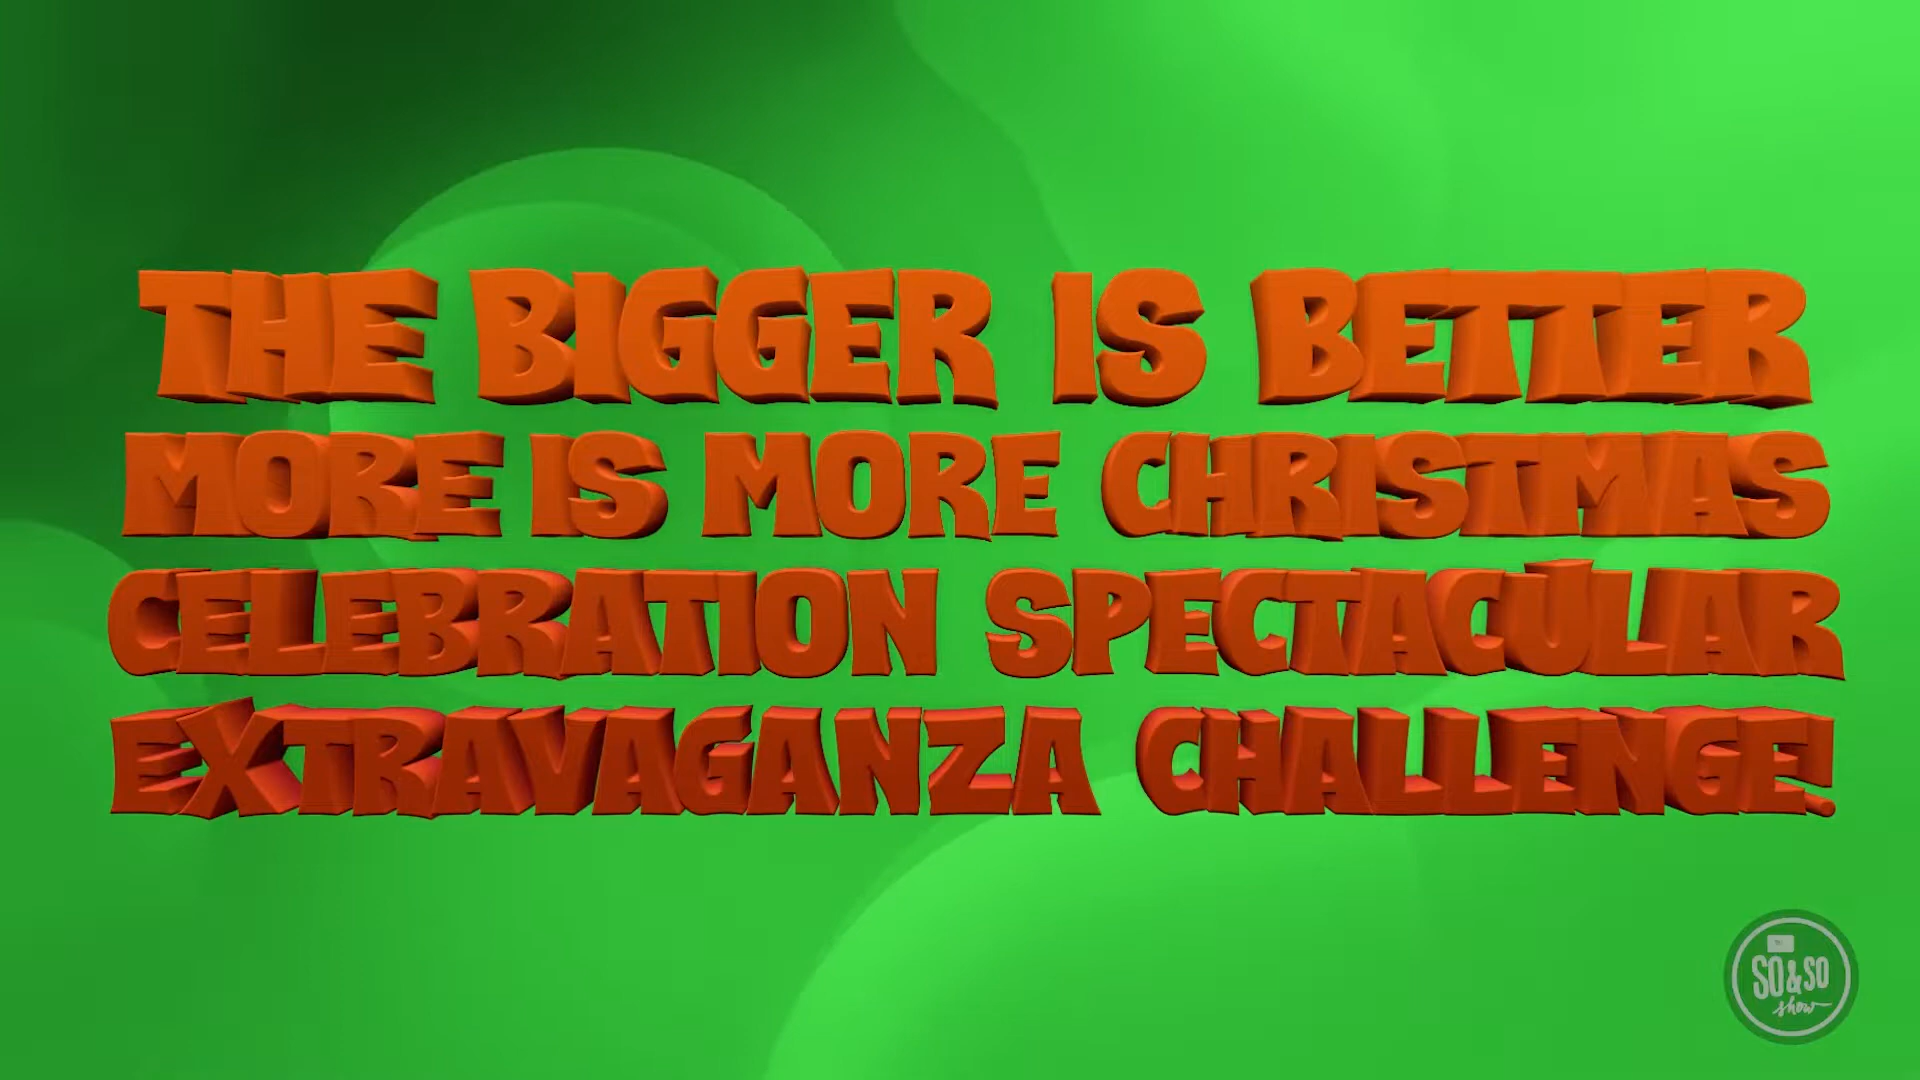 THE BIGGER IS BETTER
MORE IS MORE CHRISTMAS
CELEBRATION SPECTACULAR
EXTRAVAGANZA CHALLENGE!
SO & SO
show